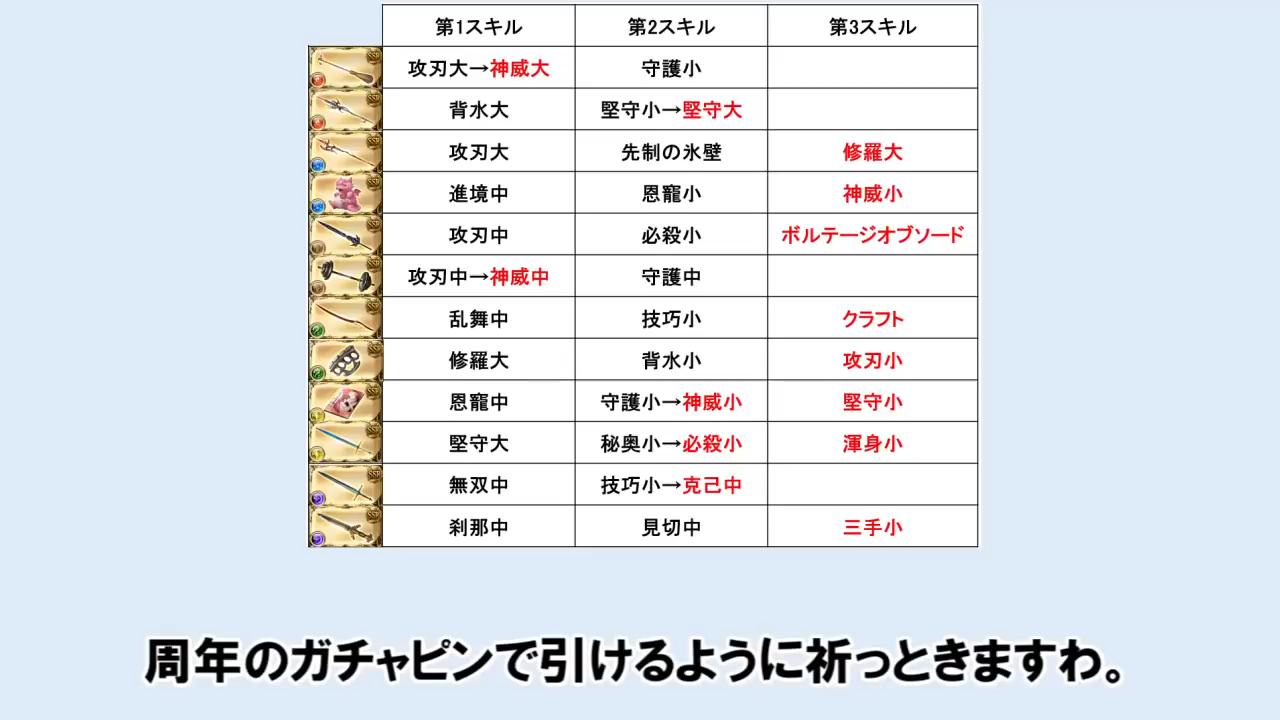 第1スキル 第2スキル 第3スキル
攻刃大→神威大 守護小
背水大 堅守小→堅守大
攻刃大 先制の氷壁 修羅大
進境中 恩寵小 神威小
攻刃中 必殺小 ボルテージオブソード
攻刃中→神威中 守護中
乱舞中 技巧小 クラフト
修羅大 背水小 攻刃小
恩寵中 守護小→神威小 堅守小
堅守大 秘奥小→必殺小 渾身小
無双中 技巧小→克己中
刹那中 見切中 三手小
周年のガチャピンで引けるように祈っときますわ。